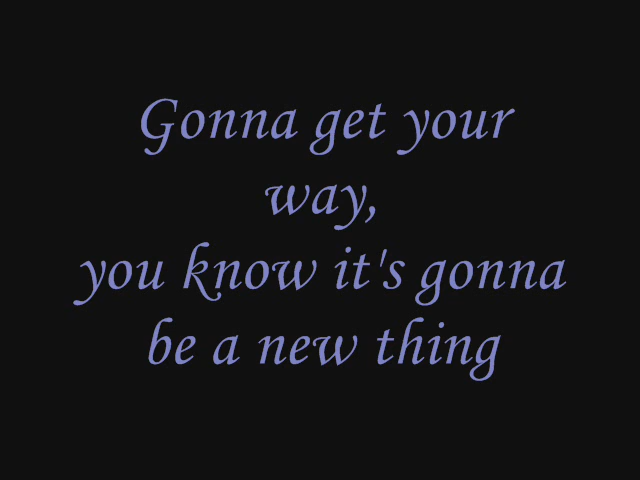 Gonna get your
way,
you know it's gonna
be a new thing